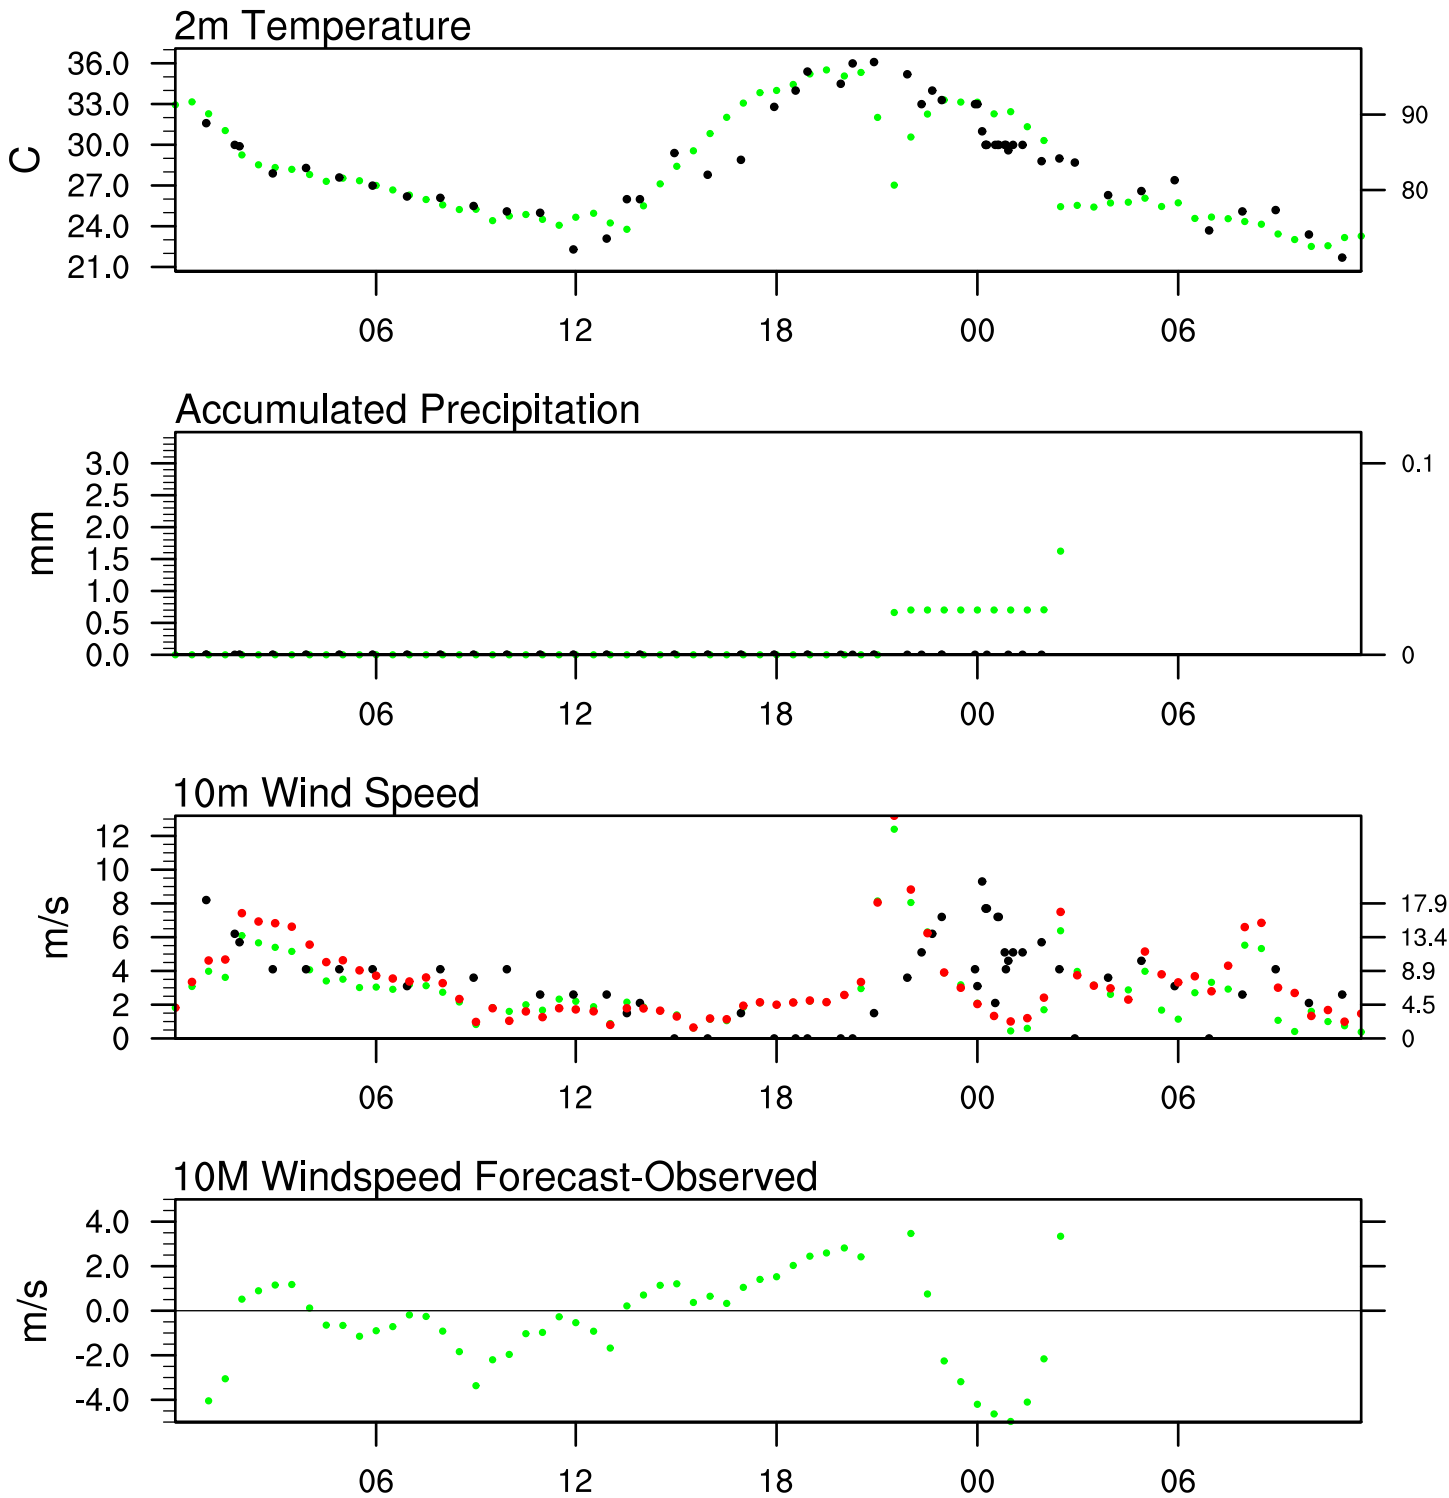 2m Temperature
36.0
33.0
30.0
27.0
24.0
21.0
C
90
80
06 12 18 00 06
Accumulated Precipitation
3.0
2.5
2.0
1.5
1.0
0.5
0.0
mm
0.1
0
06 12 18 00 06
10m Wind Speed
12
10
8
6
4
2
0
m/s
17.9
13.4
8.9
4.5
0
06 12 18 00 06
10M Windspeed Forecast-Observed
4.0
2.0
0.0
-2.0
-4.0
m/s
06 12 18 00 06